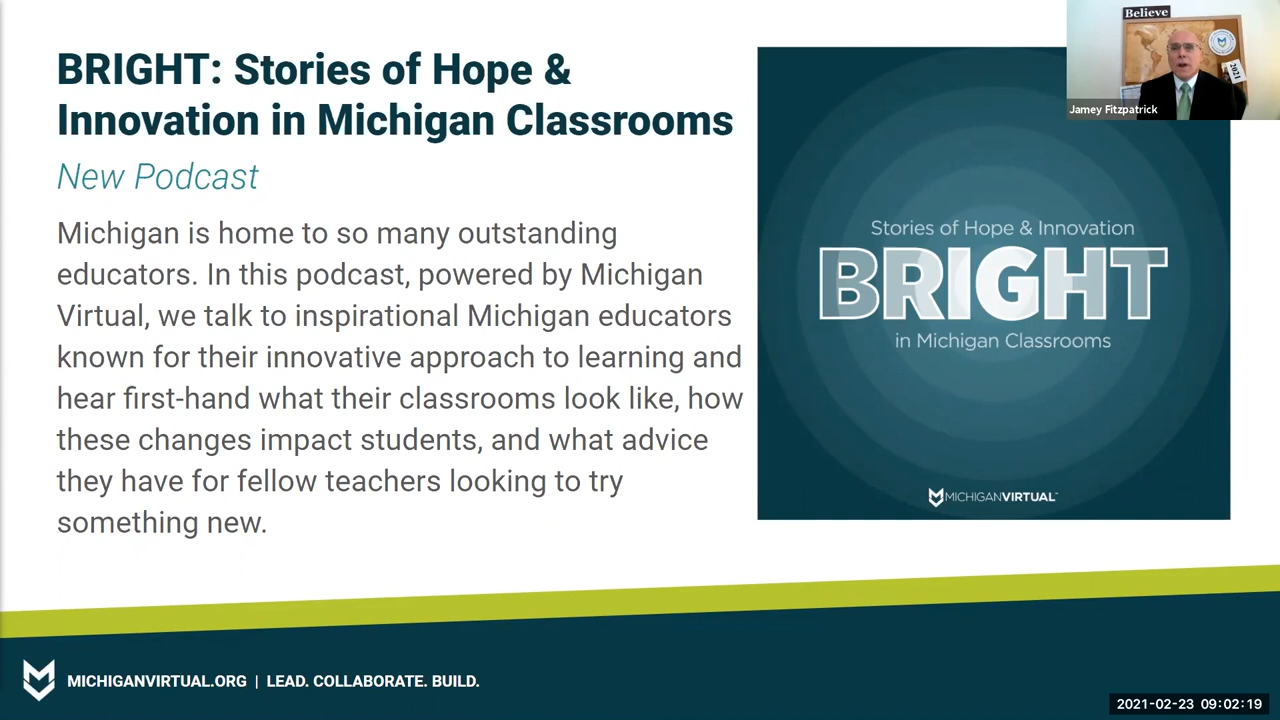 BRIGHT: Stories of Hope &
Innovation in Michigan Classrooms
New Podcast
Michigan is home to so many outstanding
educators. In this podcast, powered by Michigan
Virtual, we talk to inspirational Michigan educators
known for their innovative approach to learning and
hear first-hand what their classrooms look like, how
these changes impact students, and what advice
they have for fellow teachers looking to try
something new.
Stories of Hope & Innovation
BRIGHT
in Michigan Classrooms
MICHIGANVIRTUAL
Believe
2021
Jamey Fitzpatrick
MICHIGANVIRTUAL.ORG | LEAD. COLLABORATE. BUILD.
2021-02-23 09:02:19